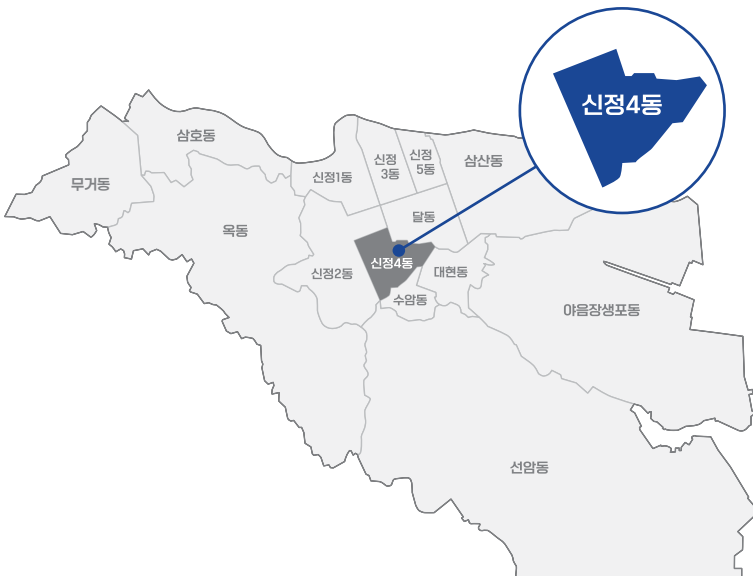 신정4동
삼호동
무거동
신정1동
신정
3동
신정
5동
삼산동
옥동
달동
신정2동
신정4동
대현동
수암동
야음장생포동
선암동